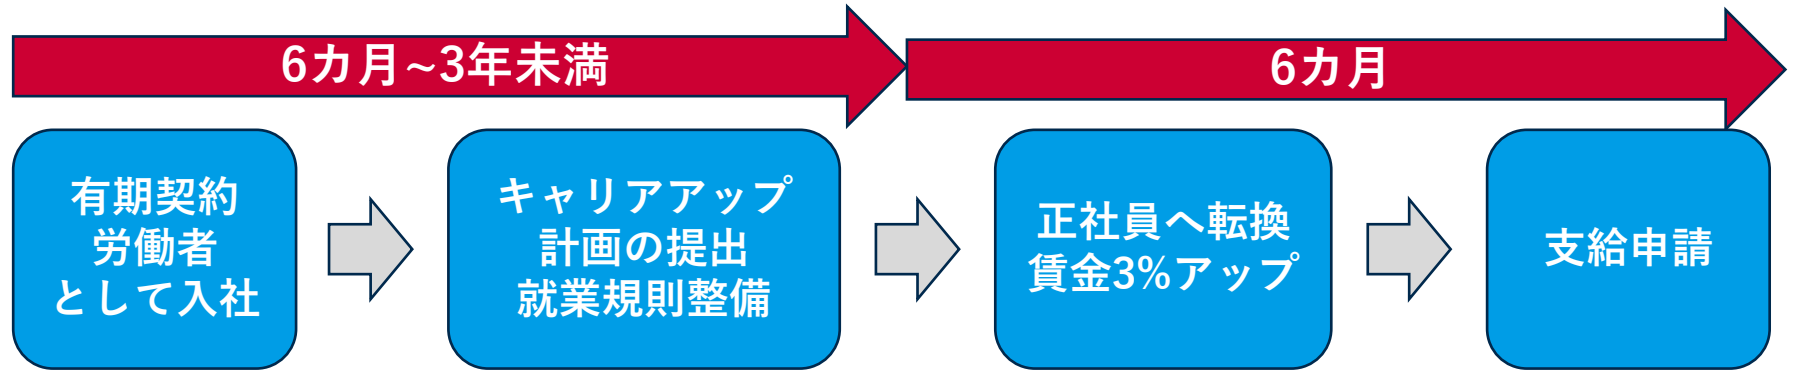 6カ月~3年未満
6カ月
有期契約
労働者
として入社
キャリアアップ
計画の提出
就業規則整備
正社員へ転換
賃金3%アップ
支給申請